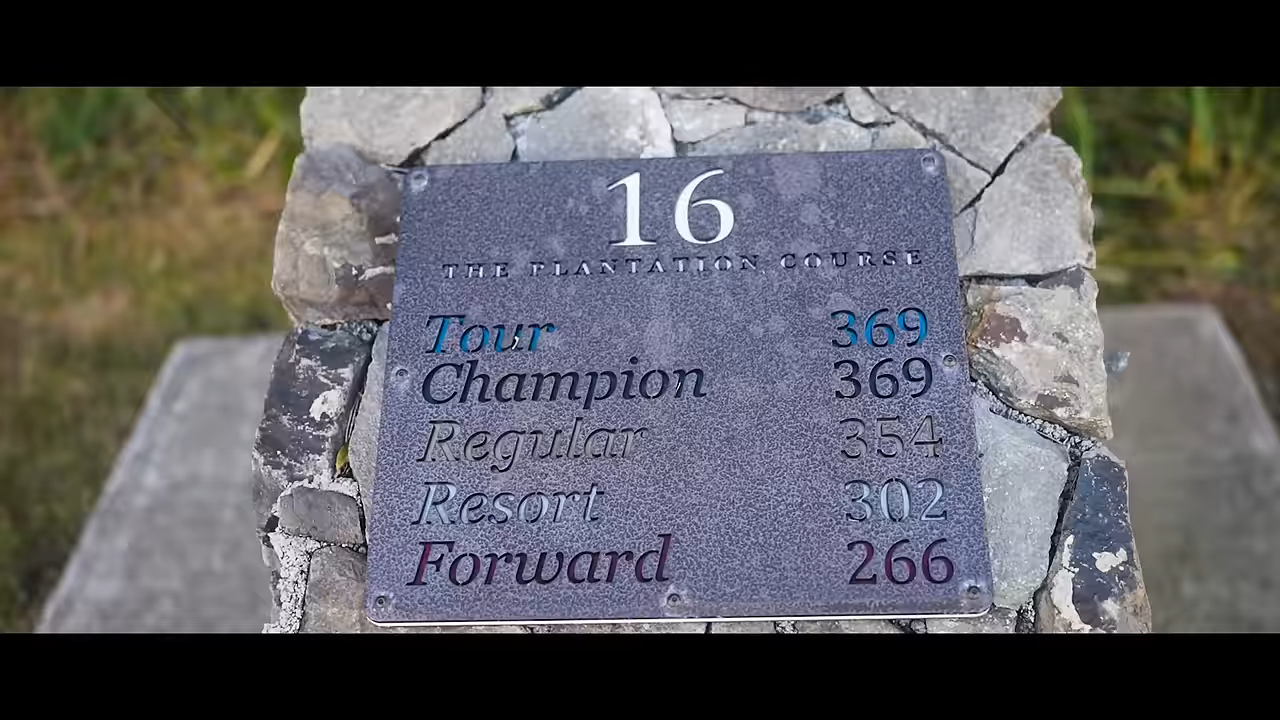 16
THE PLANTATION COURSE
Tour 369
Champion 369
Regular 354
Resort 302
Forward 266